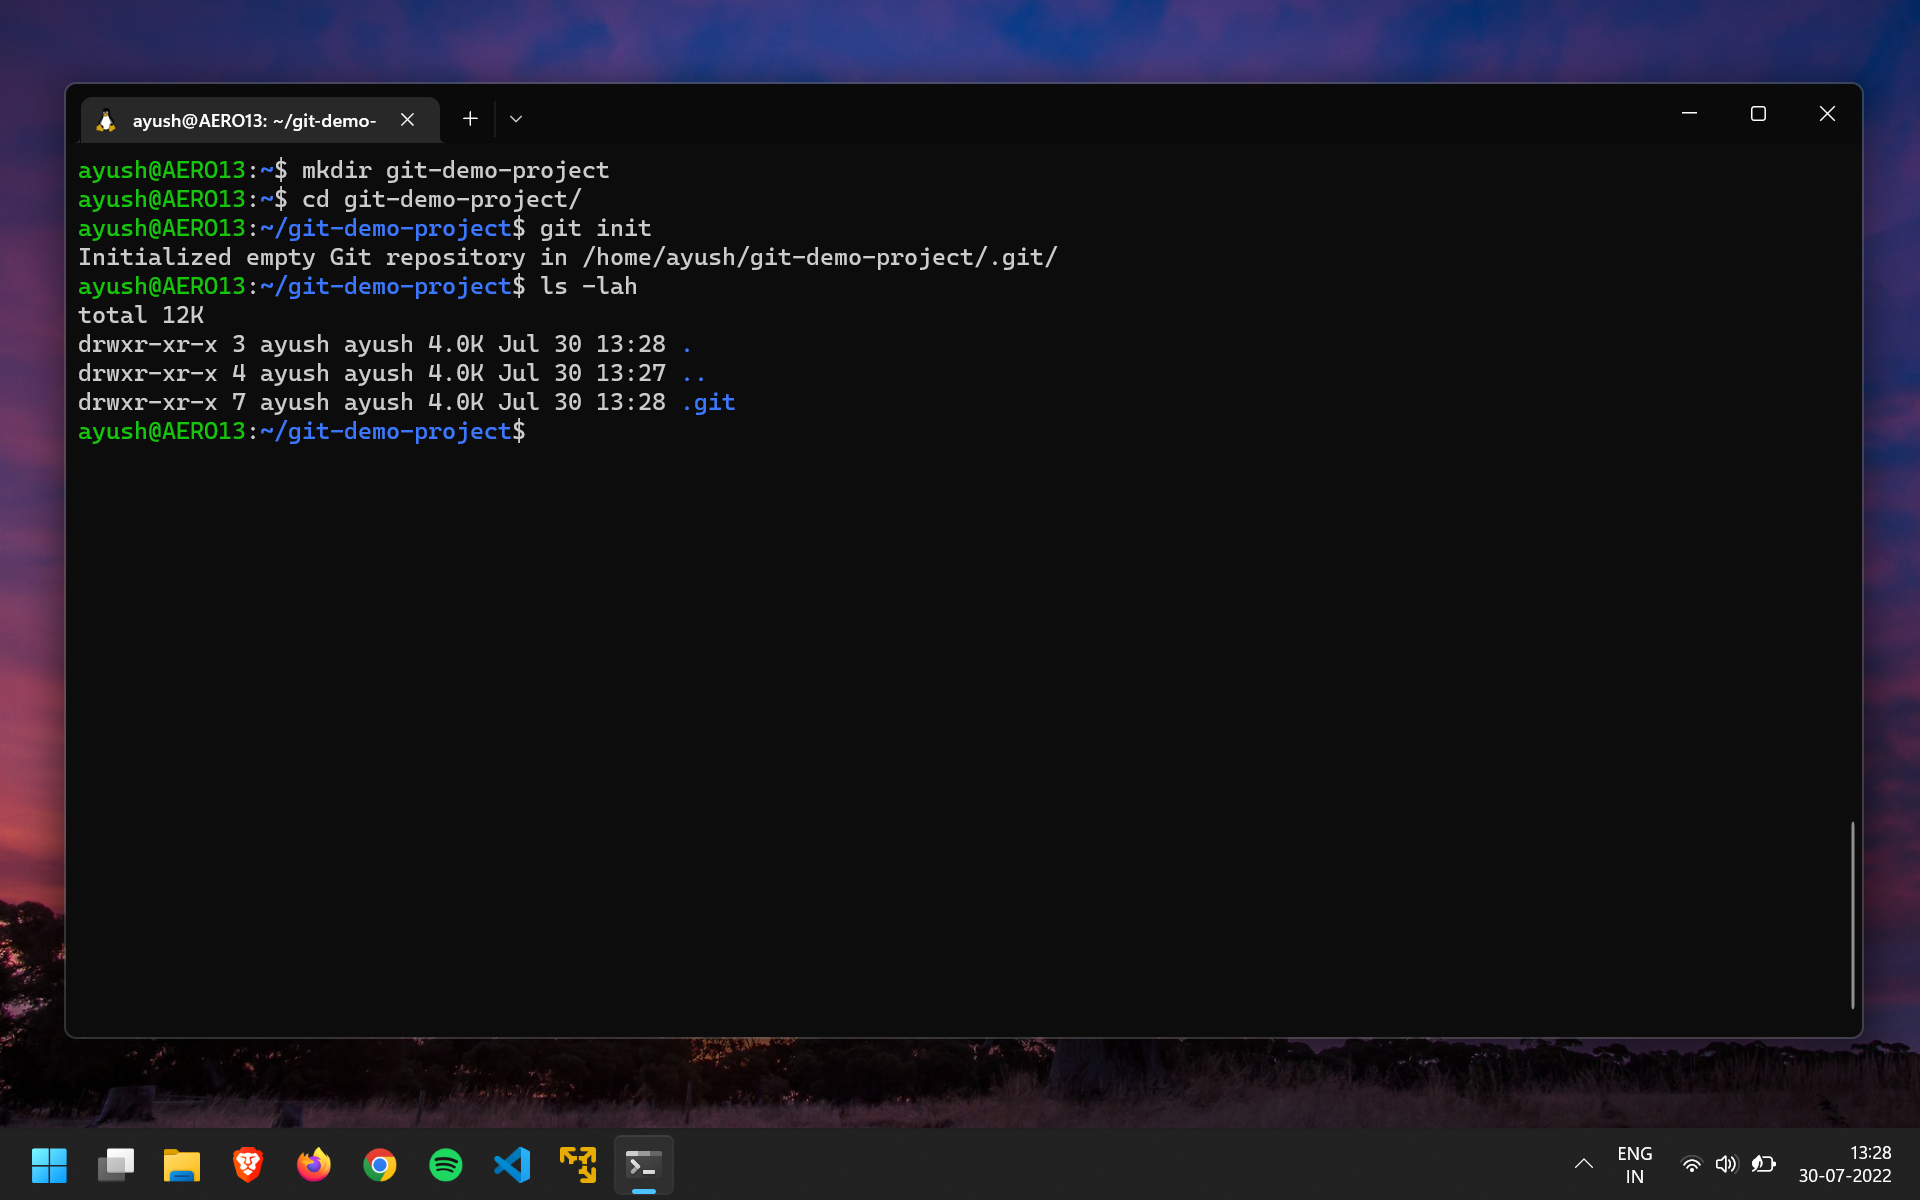 ayush@AERO13: ~/git-demo-
ayush@AERO13:~$ mkdir git-demo-project
ayush@AERO13:~$ cd git-demo-project/
ayush@AERO13:~/git-demo-project$ git init
Initialized empty Git repository in /home/ayush/git-demo-project/.git/
ayush@AERO13:~/git-demo-project$ ls -lah
total 12K
drwxr-xr-x 3 ayush ayush 4.0K Jul 30 13:28 .
drwxr-xr-x 4 ayush ayush 4.0K Jul 30 13:27 ..
drwxr-xr-x 7 ayush ayush 4.0K Jul 30 13:28 .git
ayush@AERO13:~/git-demo-project$
ENG
IN
13:28
30-07-2022